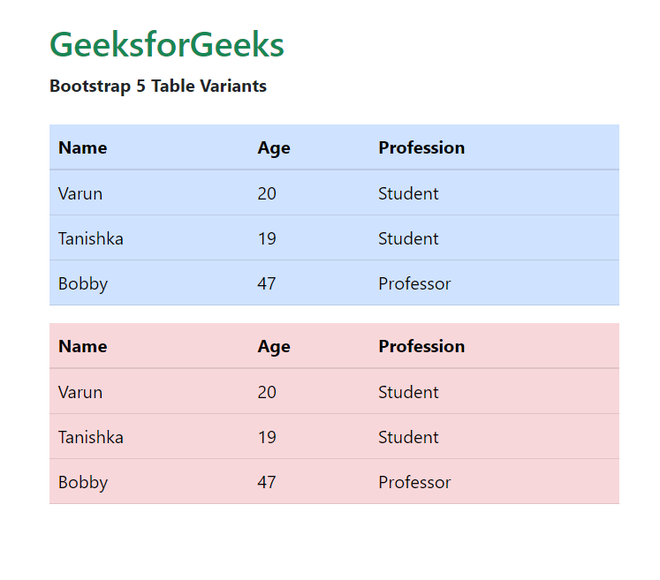 GeeksforGeeks
Bootstrap 5 Table Variants
Name Age Profession
Varun 20 Student
Tanishka 19 Student
Bobby 47 Professor
Name Age Profession
Varun 20 Student
Tanishka 19 Student
Bobby 47 Professor